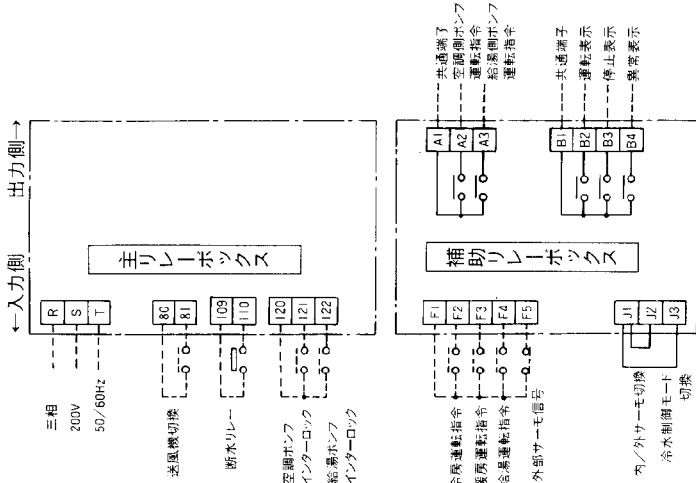 ←入力側 出力側→
主リレーボックス
R
S
T
三相
200V
50/60Hz
80
81
送風機切換
109
110
断水リレー
120
121
122
空調ポンプ
インターロック
給湯ポンプ
インターロック
補助リレーボックス
A1
A2
A3
共通端子
空調側ポンプ
運転指令
給湯側ポンプ
運転指令
B1
B2
B3
B4
共通端子
運転表示
停止表示
異常表示
F1
F2
F3
F4
F5
冷房運転指令
暖房運転指令
給湯運転指令
外部サーモ信号
J1
J2
J3
内/外サーモ切換
冷水制御モード
切換